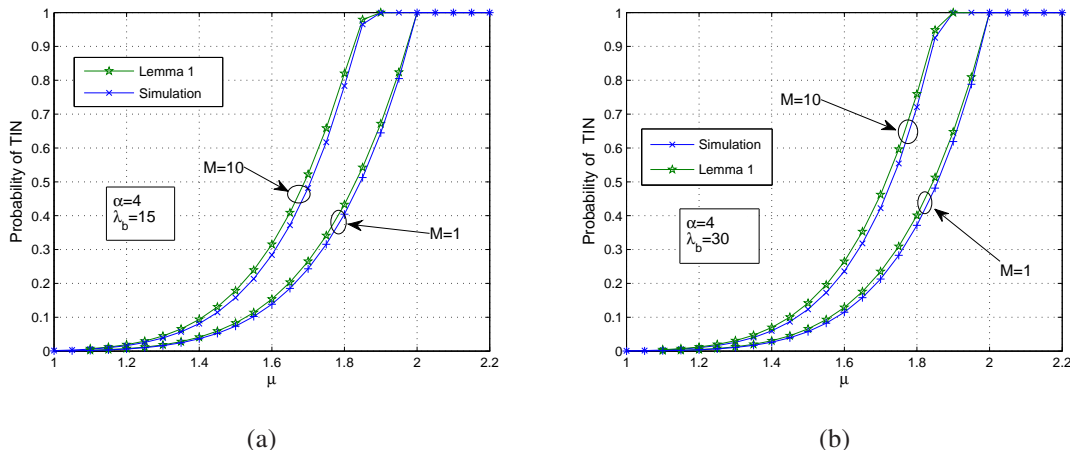 1
0.9
0.8
0.7
0.6
0.5
0.4
0.3
0.2
0.1
0
Probability of TIN
Lemma 1
Simulation
M=10
α=4
λ_b=15
M=1
1 1.2 1.4 1.6 1.8 2 2.2
μ
(a)
1
0.9
0.8
0.7
0.6
0.5
0.4
0.3
0.2
0.1
0
Probability of TIN
M=10
Simulation
Lemma 1
α=4
λ_b=30
M=1
1 1.2 1.4 1.6 1.8 2 2.2
μ
(b)